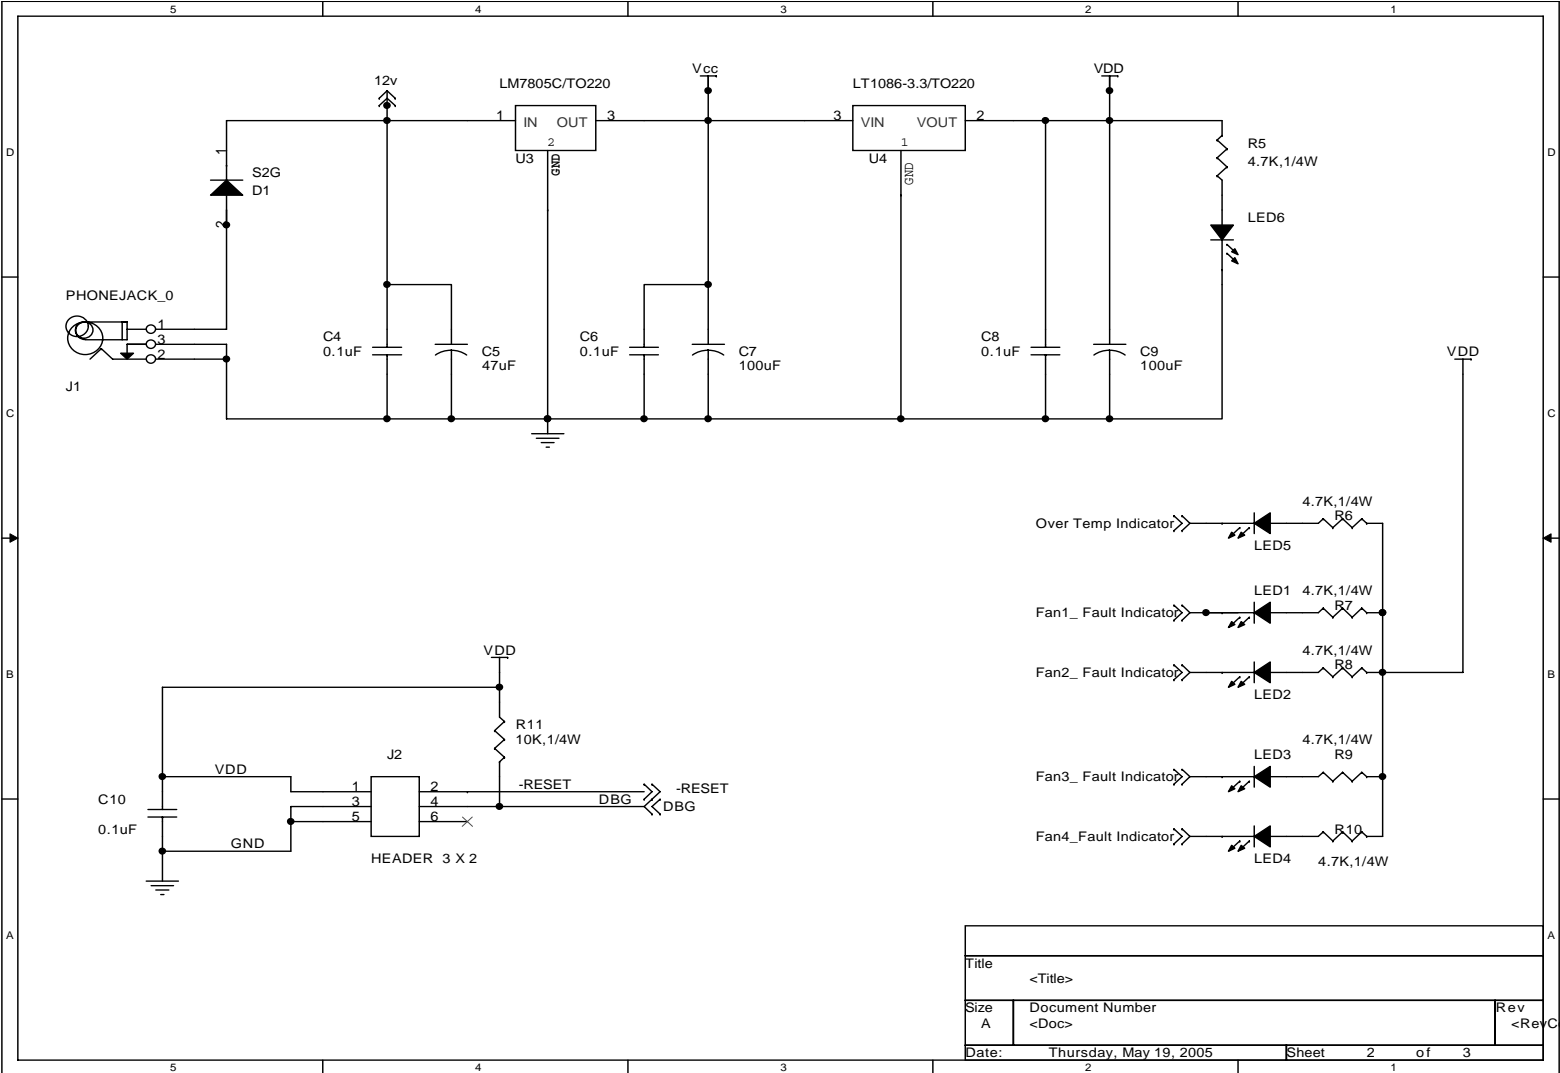 5 4 3 2 1
12v
LM7805C/TO220
Vcc
LT1086-3.3/TO220
VDD
1 IN OUT 3
2
GND
U3
3 VIN VOUT 2
1
GND
U4
D
D
R5
4.7K,1/4W
1
S2G
D1
2
LED6
PHONEJACK_0
1
3
2
J1
C4
0.1uF
C5
47uF
C6
0.1uF
C7
100uF
C8
0.1uF
C9
100uF
VDD
C
C
4.7K,1/4W
R6
Over Temp Indicator
LED5
LED1 4.7K,1/4W
R7
Fan1_ Fault Indicator
4.7K,1/4W
R8
Fan2_ Fault Indicator
LED2
4.7K,1/4W
LED3 R9
Fan3_ Fault Indicator
R10
Fan4_Fault Indicator
LED4 4.7K,1/4W
B
B
VDD
R11
10K,1/4W
J2
VDD
1 2 -RESET -RESET
3 4 DBG DBG
5 6
C10
0.1uF
GND
HEADER 3 X 2
A
A
Title
<Title>
Size Document Number Rev
A <Doc> <RevC
Date: Thursday, May 19, 2005 Sheet 2 of 3
5 4 3 2 1